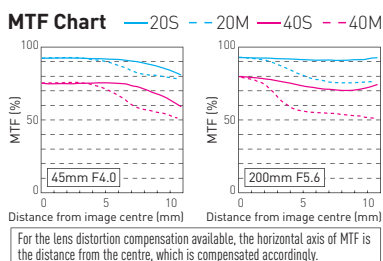 MTF Chart 20S 20M 40S 40M
100 100
MTF (%) 50 MTF (%) 50
45mm F4.0 200mm F5.6
0 0
0 5 10 0 5 10
Distance from image centre (mm) Distance from image centre (mm)
For the lens distortion compensation available, the horizontal axis of MTF is
the distance from the centre, which is compensated accordingly.